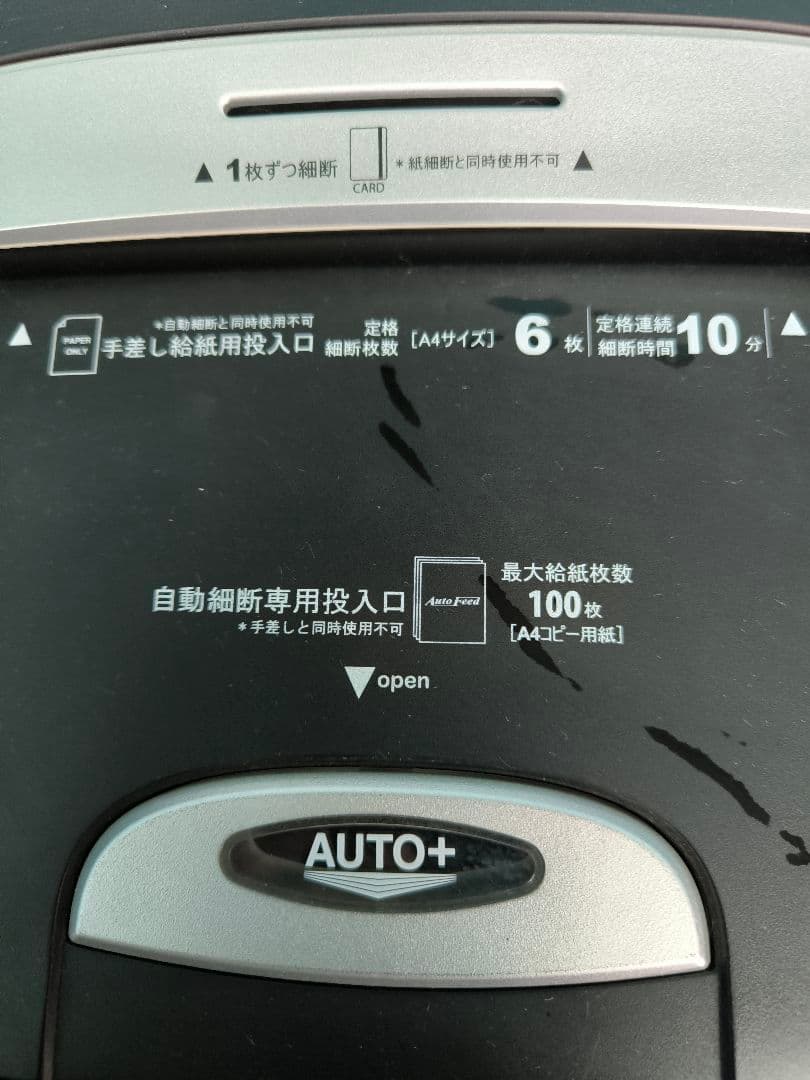 ▲ 1枚ずつ細断 CARD *紙細断と同時使用不可 ▲
▲ PAPER ONLY *自動細断と同時使用不可
手差し給紙用投入口 定格細断枚数 [A4サイズ] 6枚 定格連続細断時間 10分 ▲
自動細断専用投入口
*手差しと同時使用不可
Auto Feed
最大給紙枚数
100枚
[A4コピー用紙]
▼open
AUTO+